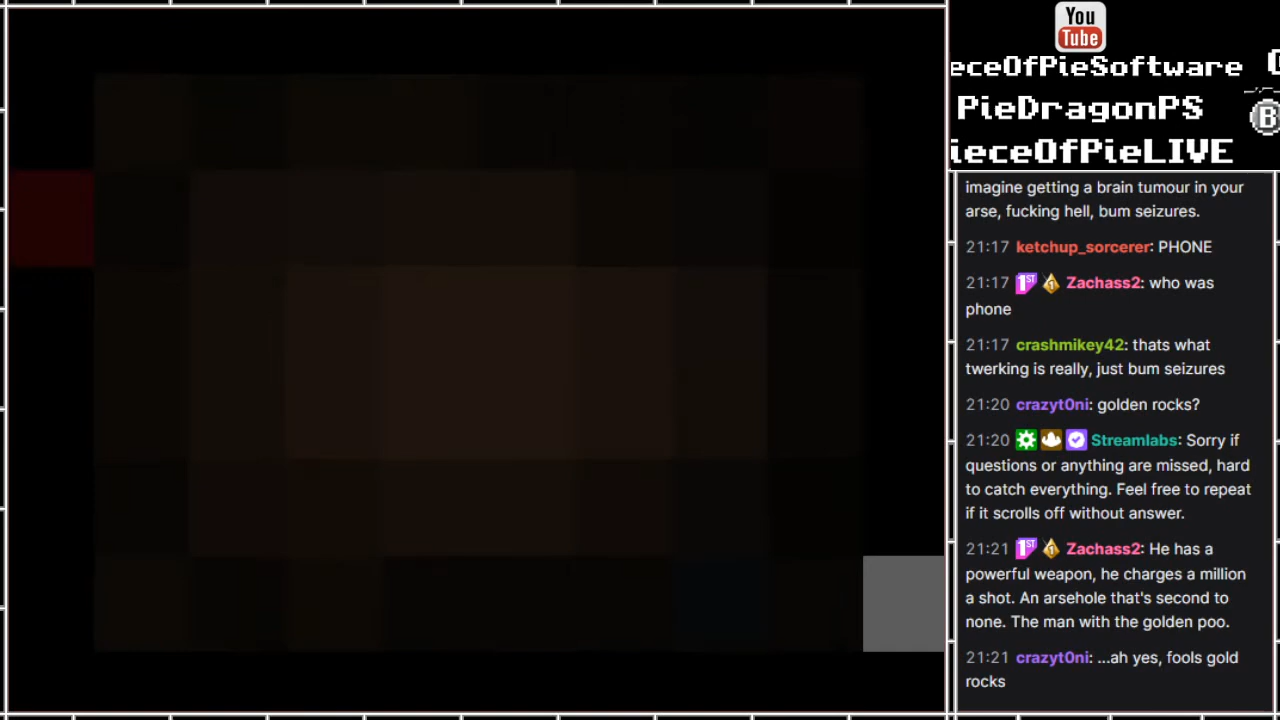 You
Tube
eceOfPieSoftware
PieDragonPS
B
ieceOfPieLIVE
imagine getting a brain tumour in your
arse, fucking hell, bum seizures.
21:17 ketchup_sorcerer: PHONE
21:17 1ST 1 Zachass2: who was
phone
21:17 crashmikey42: thats what
twerking is really, just bum seizures
21:20 crazyt0ni: golden rocks?
21:20 Streamlabs: Sorry if
questions or anything are missed, hard
to catch everything. Feel free to repeat
if it scrolls off without answer.
21:21 1ST 1 Zachass2: He has a
powerful weapon, he charges a million
a shot. An arsehole that's second to
none. The man with the golden poo.
21:21 crazyt0ni: ...ah yes, fools gold
rocks